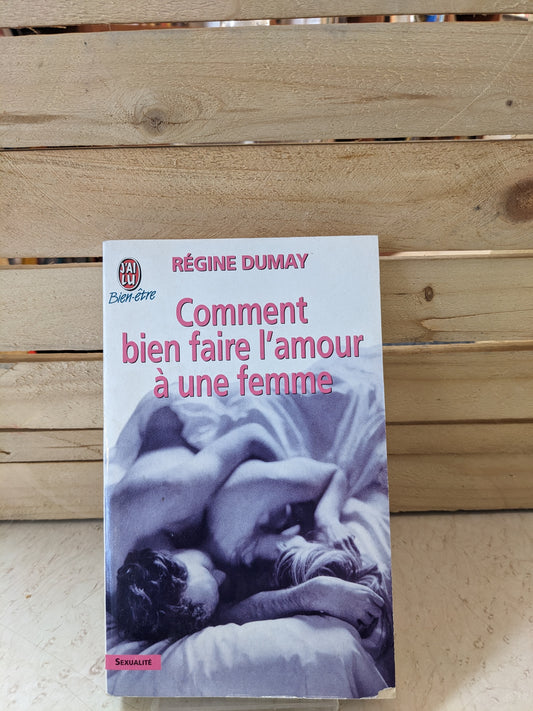 J'AI
LU
Bien-être
RÉGINE DUMAY
Comment
bien faire l'amour
à une femme
SEXUALITÉ